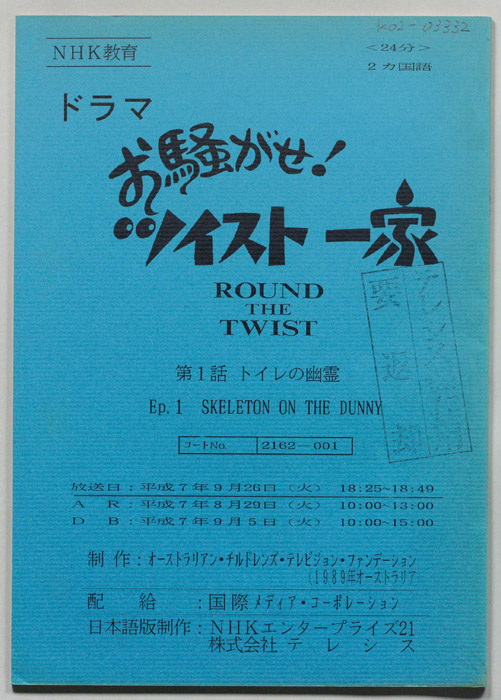 K02-03332
NHK教育
<24分>
2カ国語
ドラマ
お騒がせ!
ツイスト一家
ROUND
THE
TWIST
第1話 トイレの幽霊
Ep.1 SKELETON ON THE DUNNY
コートNo. 2162-001
放送日:平成7年9月26日(火) 18:25~18:49
A R:平成7年8月29日(火) 10:00~13:00
D B:平成7年9月5日(火) 10:00~15:00
制作:オーストラリアン・チルドレンズ・テレビジョン・ファンデーション
(1989年オーストラリア
配給:国際メディア・コーポレーション
日本語版制作:NHKエンタープライズ21
株式会社 テレシス
要返却